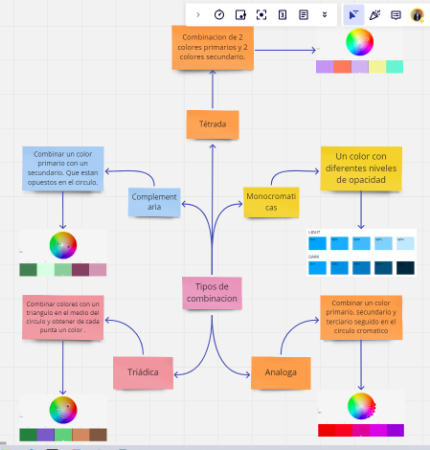 Combinacion de 2
colores primarios y 2
colores secundario.
Tétrada
Combinar un color
primario con un
secundario. Que estan
opuestos en el circulo.
Complement
aria
Un color con
diferentes niveles
de opacidad
Monocromati
cas
LIGHT
DARK
Tipos de
combinacion
Combinar colores con un
triangulo en el medio del
circulo y obtener de cada
punta un color .
Triádica
Combinar un color
primario, secundario y
terciario seguido en el
circulo cromatico
Analoga